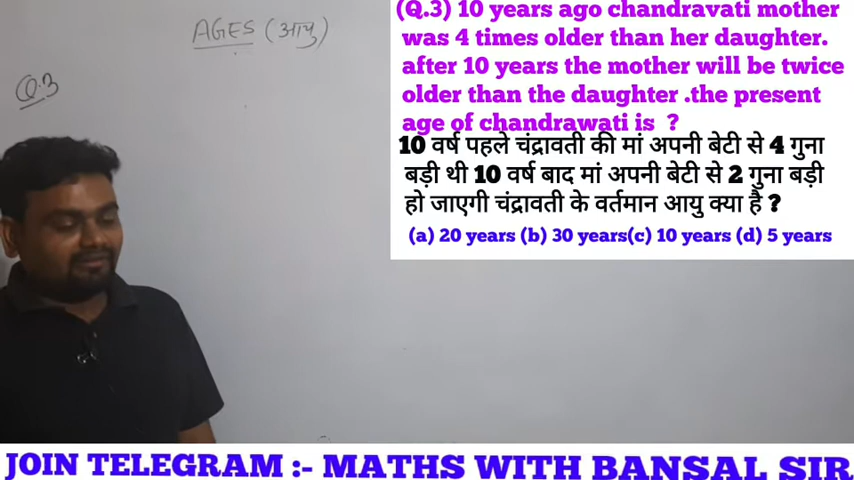 AGES (आयु)
Q.3
(Q.3) 10 years ago chandravati mother
was 4 times older than her daughter.
after 10 years the mother will be twice
older than the daughter .the present
age of chandrawati is ?
10 वर्ष पहले चंद्रावती की मां अपनी बेटी से 4 गुना
बड़ी थी 10 वर्ष बाद मां अपनी बेटी से 2 गुना बड़ी
हो जाएगी चंद्रावती के वर्तमान आयु क्या है ?
(a) 20 years (b) 30 years(c) 10 years (d) 5 years
JOIN TELEGRAM :- MATHS WITH BANSAL SIR